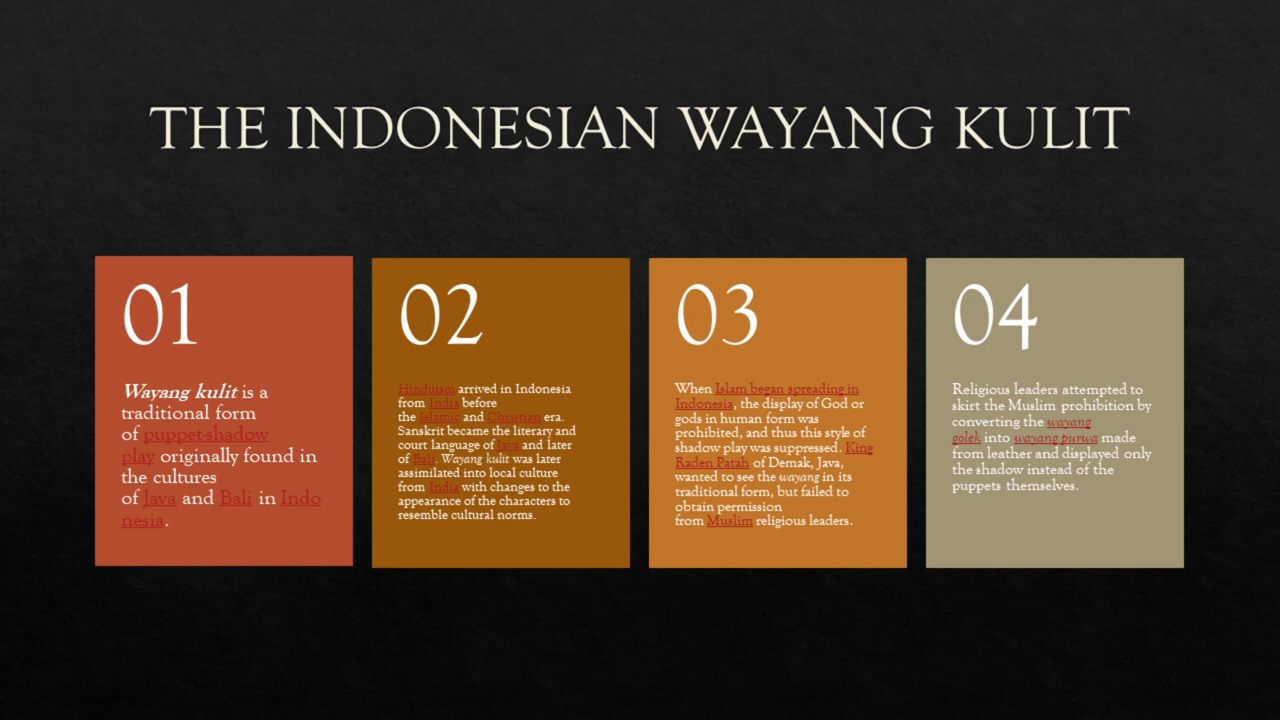 THE INDONESIAN WAYANG KULIT
01
Wayang kulit is a
traditional form
of puppet-shadow
play originally found in
the cultures
of Java and Bali in Indo
nesia.
02
Hinduism arrived in Indonesia
from India before
the Islamic and Christian era.
Sanskrit became the literary and
court language of Java and later
of Bali. Wayang kulit was later
assimilated into local culture
from India with changes to the
appearance of the characters to
resemble cultural norms.
03
When Islam began spreading in
Indonesia, the display of God or
gods in human form was
prohibited, and thus this style of
shadow play was suppressed. King
Raden Patah of Demak, Java,
wanted to see the wayang in its
traditional form, but failed to
obtain permission
from Muslim religious leaders.
04
Religious leaders attempted to
skirt the Muslim prohibition by
converting the wayang
golek into wayang purwa made
from leather and displayed only
the shadow instead of the
puppets themselves.